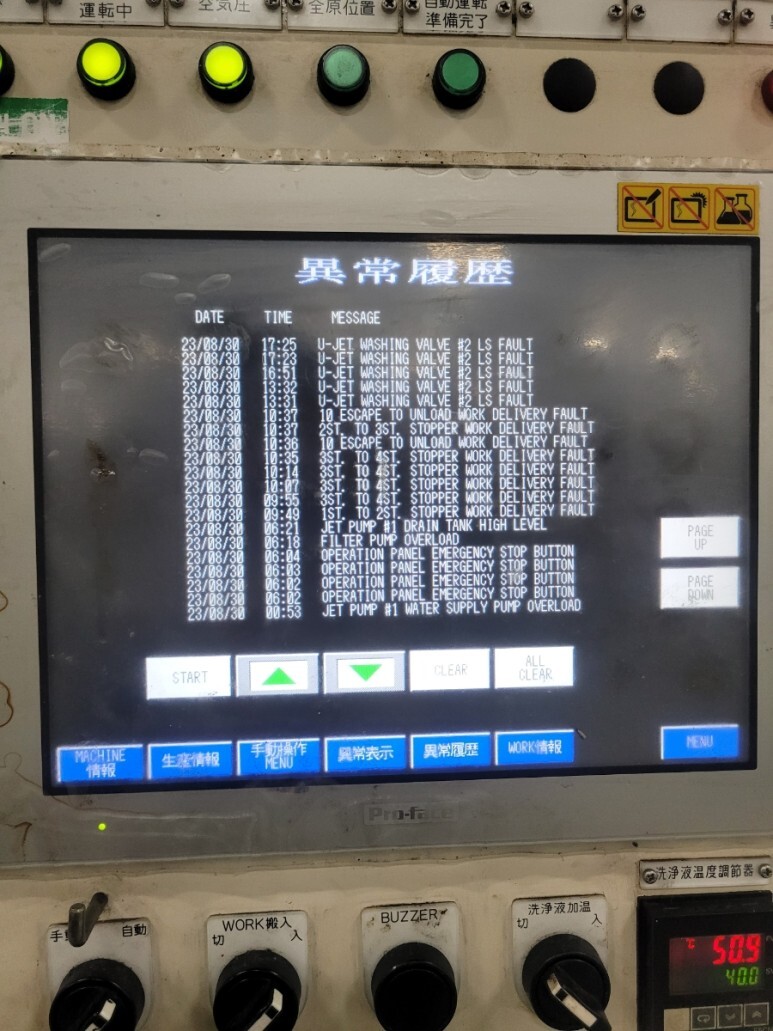 運転中
空気圧
全原位置
自動運転
準備完了
異常履歴
DATE TIME MESSAGE
23/08/30 17:25 U-JET WASHING VALVE #2 LS FAULT
23/08/30 17:23 U-JET WASHING VALVE #2 LS FAULT
23/08/30 16:51 U-JET WASHING VALVE #2 LS FAULT
23/08/30 13:32 U-JET WASHING VALVE #2 LS FAULT
23/08/30 13:31 U-JET WASHING VALVE #2 LS FAULT
23/08/30 10:37 10 ESCAPE TO UNLOAD WORK DELIVERY FAULT
23/08/30 10:37 2ST. TO 3ST. STOPPER WORK DELIVERY FAULT
23/08/30 10:36 10 ESCAPE TO UNLOAD WORK DELIVERY FAULT
23/08/30 10:35 3ST. TO 4ST. STOPPER WORK DELIVERY FAULT
23/08/30 10:14 3ST. TO 4ST. STOPPER WORK DELIVERY FAULT
23/08/30 10:07 3ST. TO 4ST. STOPPER WORK DELIVERY FAULT
23/08/30 09:55 3ST. TO 4ST. STOPPER WORK DELIVERY FAULT
23/08/30 09:49 1ST. TO 2ST. STOPPER WORK DELIVERY FAULT
23/08/30 06:21 JET PUMP #1 DRAIN TANK HIGH LEVEL
23/08/30 06:18 FILTER PUMP OVERLOAD
23/08/30 06:04 OPERATION PANEL EMERGENCY STOP BUTTON
23/08/30 06:03 OPERATION PANEL EMERGENCY STOP BUTTON
23/08/30 06:02 OPERATION PANEL EMERGENCY STOP BUTTON
23/08/30 06:02 OPERATION PANEL EMERGENCY STOP BUTTON
23/08/30 00:53 JET PUMP #1 WATER SUPPLY PUMP OVERLOAD
PAGE
UP
PAGE
DOWN
START
CLEAR
ALL
CLEAR
MACHINE
情報
生産情報
手動操作
MENU
異常表示
異常履歴
WORK情報
MENU
Pro-face
洗浄液温度調節器
手動 自動
WORK搬入
切 入
BUZZER
洗浄液加温
切 入
℃ 50.9
40.0